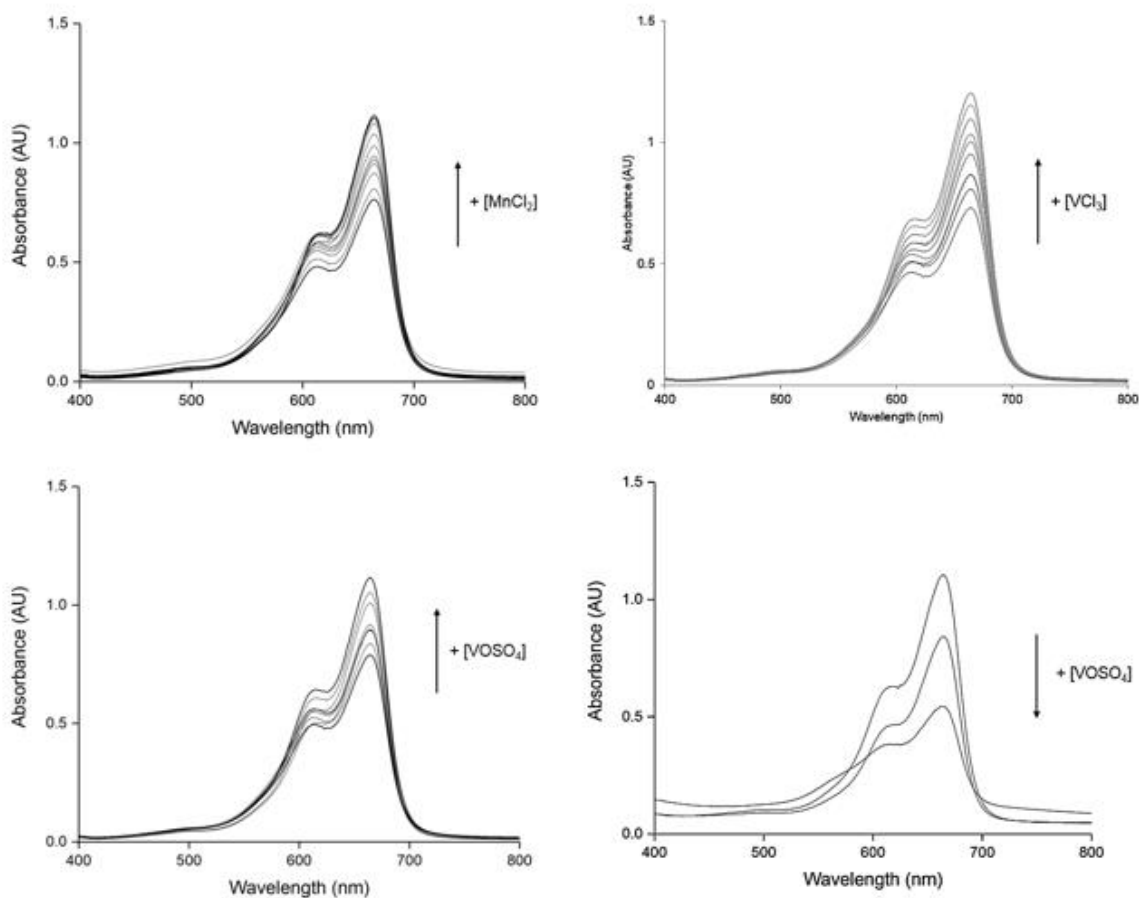 1.5
1.0
0.5
0.0
Absorbance (AU)
+ [MnCl₂]
400 500 600 700 800
Wavelength (nm)
1.5
1
0.5
0
Absorbance (AU)
+ [VCl₃]
400 500 600 700 800
Wavelength (nm)
1.5
1.0
0.5
0.0
Absorbance (AU)
+ [VOSO₄]
400 500 600 700 800
Wavelength (nm)
1.5
1.0
0.5
0.0
Absorbance (AU)
+ [VOSO₄]
400 500 600 700 800
Wavelength (nm)